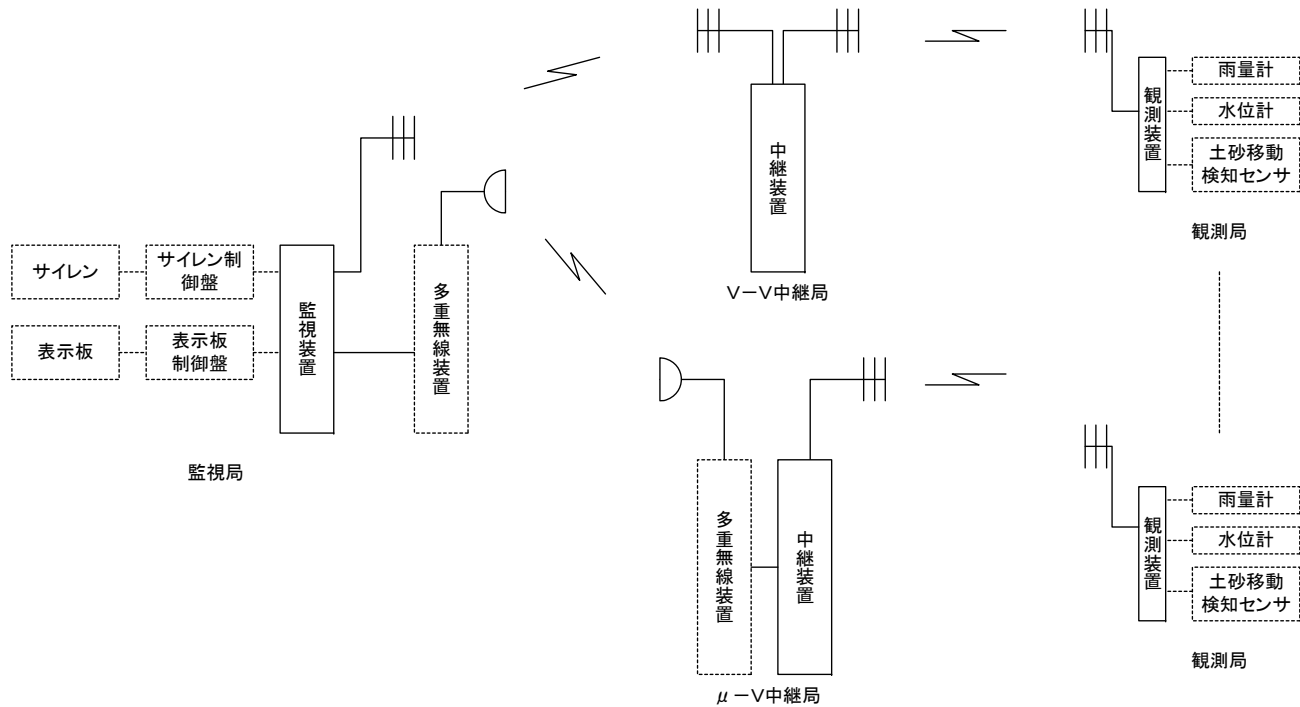 サイレン
サイレン制
御盤
表示板
表示板
制御盤
監視装置
多重無線装置
監視局
中継装置
V－V中継局
多重無線装置
中継装置
μ－V中継局
観測装置
雨量計
水位計
土砂移動
検知センサ
観測局
観測装置
雨量計
水位計
土砂移動
検知センサ
観測局